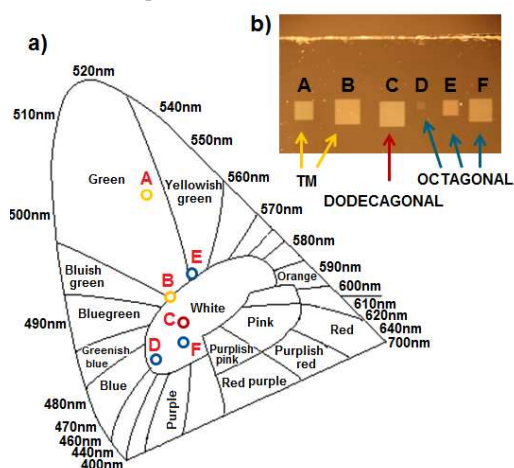 a)
520nm
510nm
540nm
550nm
560nm
570nm
580nm
590nm
600nm
610nm
620nm
640nm
700nm
500nm
490nm
480nm
470nm
460nm
440nm
400nm
Green
A
Yellowish
green
E
Bluish
green
B
Orange
Bluegreen
White
C
Pink
Red
Greenish
blue
D
F
Purplish
pink
Purplish
red
Blue
Red purple
Purple
b)
A B C D E F
TM
OCTAGONAL
DODECAGONAL